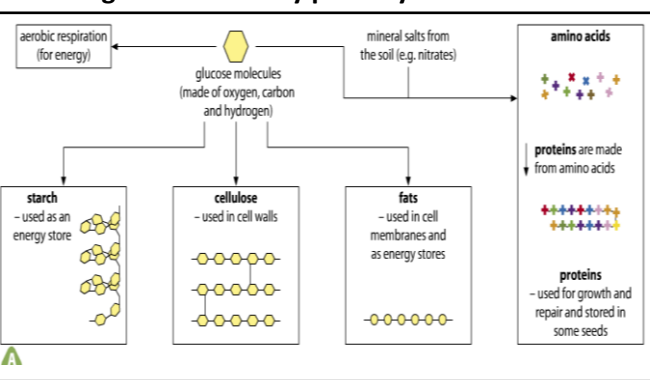 aerobic respiration
(for energy)
glucose molecules
(made of oxygen, carbon
and hydrogen)
mineral salts from
the soil (e.g. nitrates)
amino acids
proteins are made
from amino acids
proteins
– used for growth and
repair and stored in
some seeds
starch
– used as an
energy store
cellulose
– used in cell walls
fats
– used in cell
membranes and
as energy stores
A